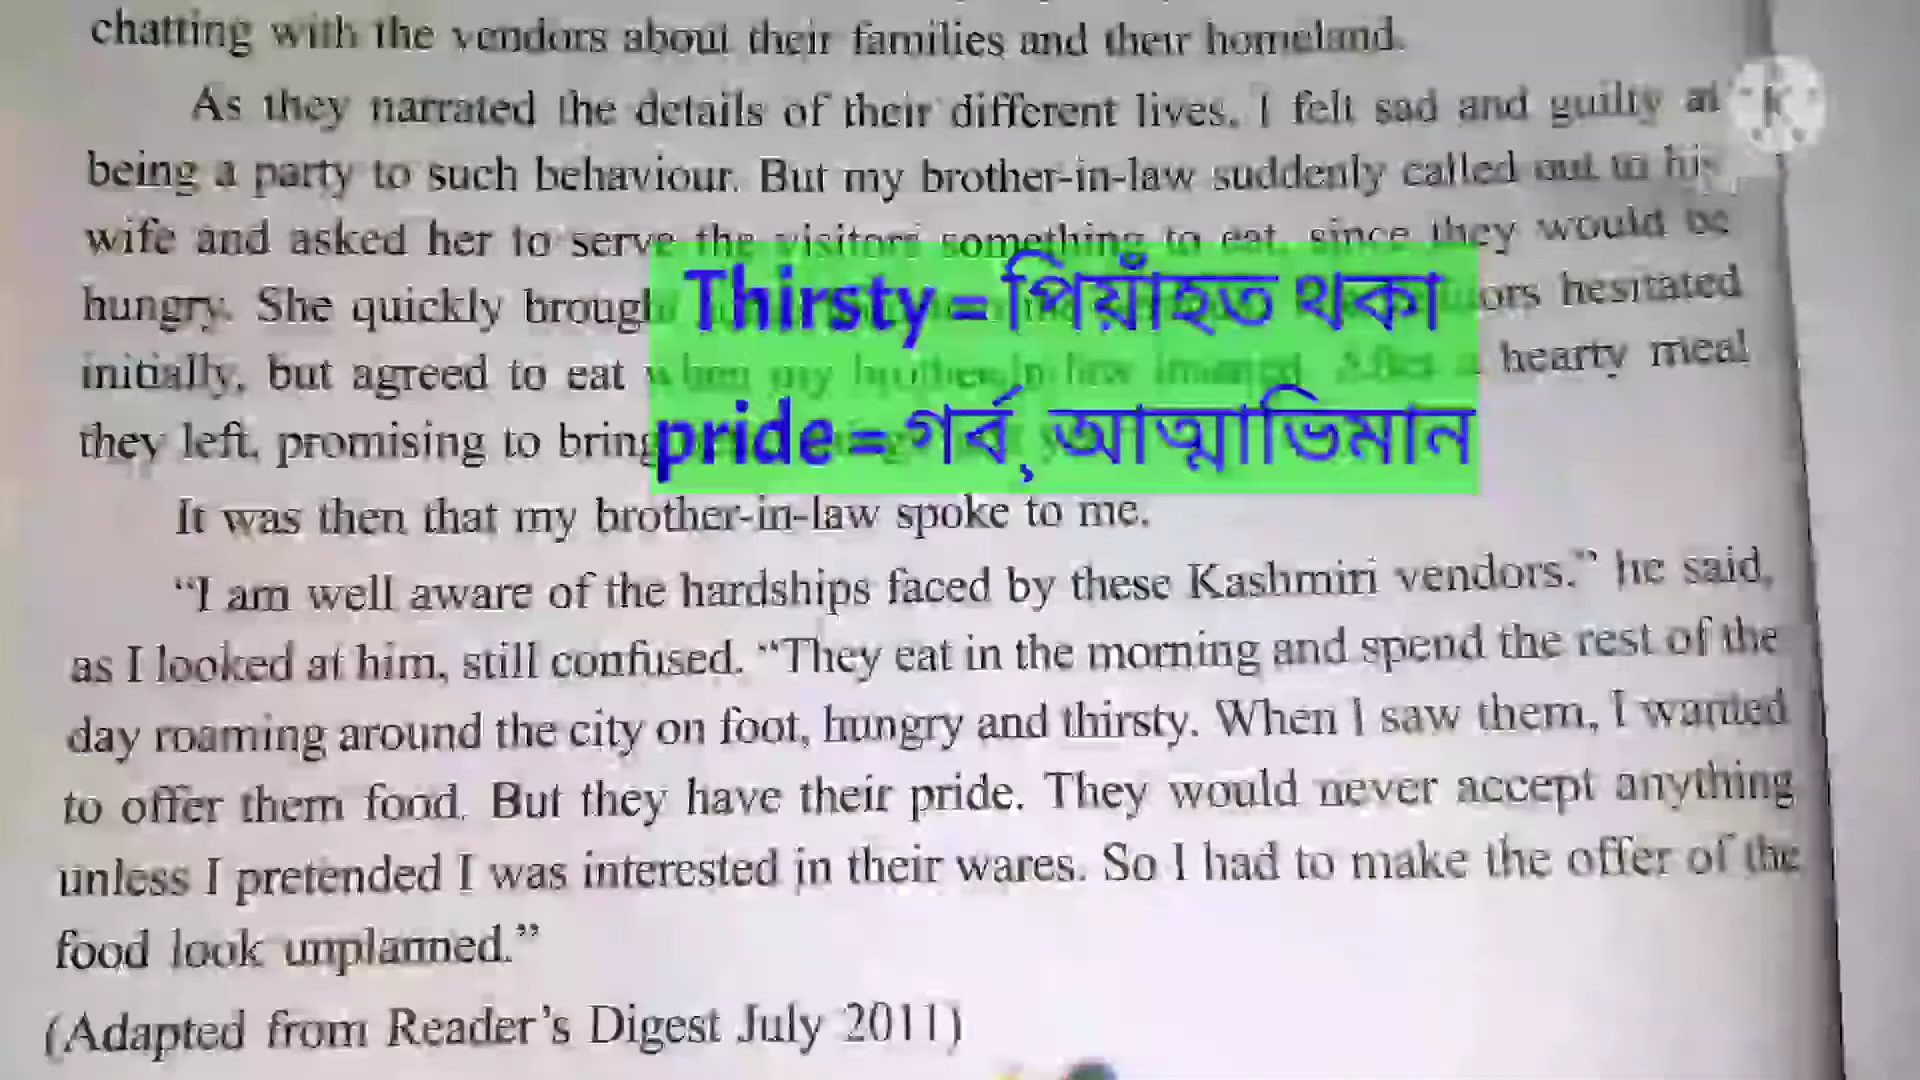 chatting with the vendors about their families and their homeland.
As they narrated the details of their different lives, I felt sad and guilty at
being a party to such behaviour. But my brother-in-law suddenly called out to his
wife and asked her to serve the visitors something to eat, since they would be
hungry. She quickly brought
Thirsty = পিয়াঁহত থকা
hesitated
initially, but agreed to eat when my brother-in-law insisted. After a hearty meal
they left, promising to bring
pride = গর্ব, আত্মাভিমান
It was then that my brother-in-law spoke to me.
“I am well aware of the hardships faced by these Kashmiri vendors.” he said,
as I looked at him, still confused. “They eat in the morning and spend the rest of the
day roaming around the city on foot, hungry and thirsty. When I saw them, I wanted
to offer them food. But they have their pride. They would never accept anything
unless I pretended I was interested in their wares. So I had to make the offer of the
food look unplanned.”
(Adapted from Reader’s Digest July 2011)
K